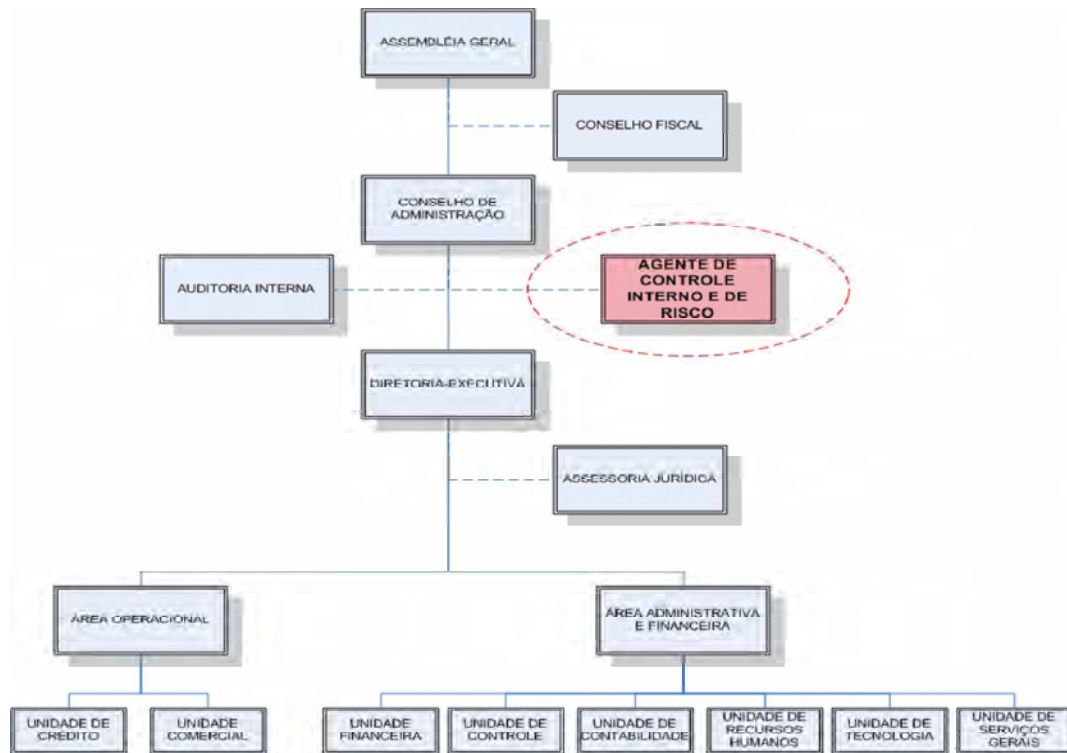 ASSEMBLÉIA GERAL
CONSELHO FISCAL
CONSELHO DE
ADMINISTRAÇÃO
AUDITORIA INTERNA
AGENTE DE
CONTROLE
INTERNO E DE
RISCO
DIRETORIA-EXECUTIVA
ASSESSORIA JURÍDICA
ÁREA OPERACIONAL
ÁREA ADMINISTRATIVA
E FINANCEIRA
UNIDADE DE
CRÉDITO
UNIDADE
COMERCIAL
UNIDADE
FINANCEIRA
UNIDADE DE
CONTROLE
UNIDADE DE
CONTABILIDADE
UNIDADE DE
RECURSOS
HUMANOS
UNIDADE DE
TECNOLOGIA
UNIDADE DE
SERVIÇOS
GERAIS